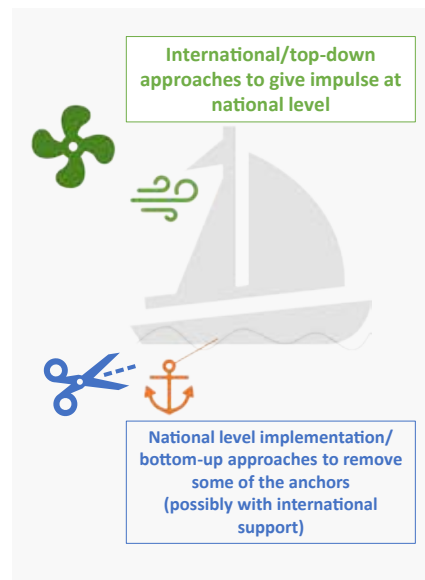 International/top-down
approaches to give impulse at
national level
National level implementation/
bottom-up approaches to remove
some of the anchors
(possibly with international
support)